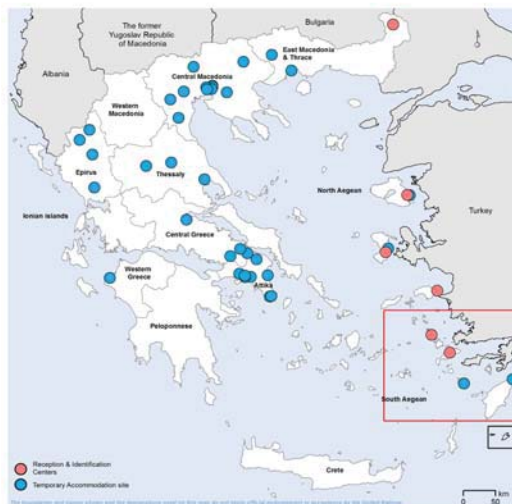 The former
Yugoslav Republic
of Macedonia
Bulgaria
Albania
East Macedonia
& Thrace
Central Macedonia
Western
Macedonia
Epirus
Thessaly
North Aegean
Turkey
Ionian Islands
Central Greece
Western
Greece
Attika
Peloponnese
South Aegean
Crete
Reception & Identification
Centers
Temporary Accommodation site
0
50
km